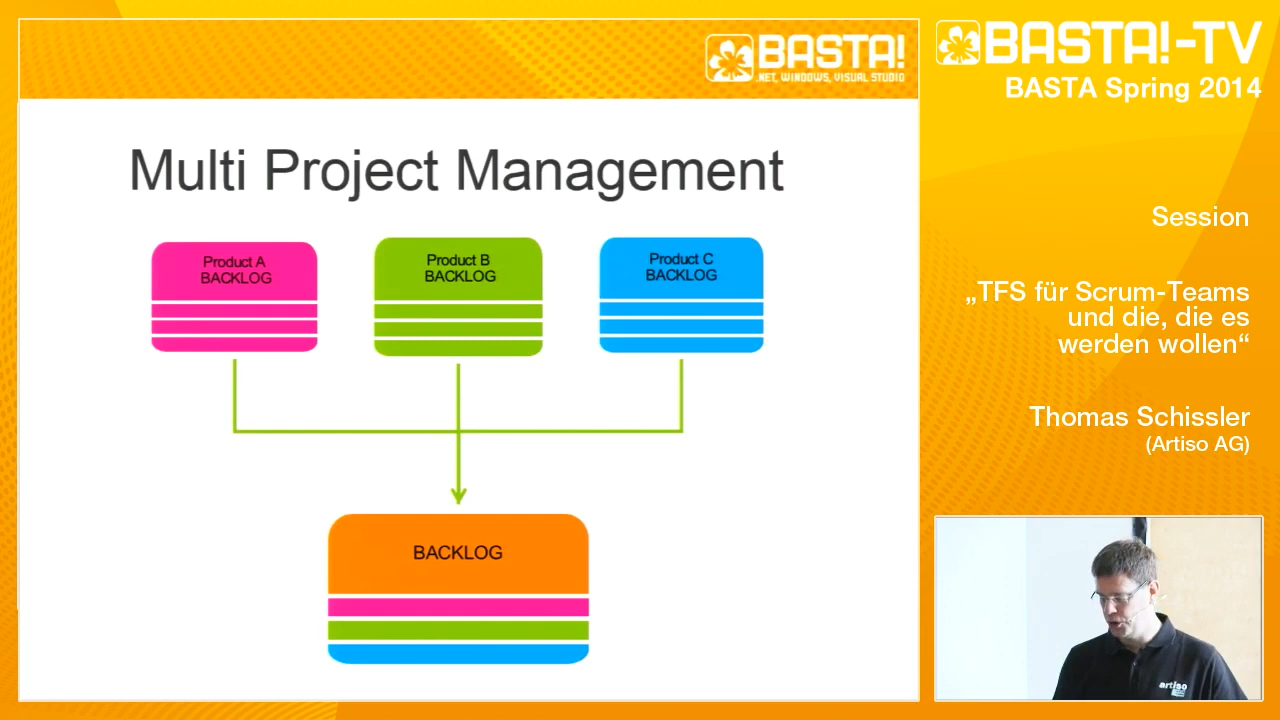 BASTA!
.NET, WINDOWS, VISUAL STUDIO
BASTA!-TV
BASTA Spring 2014
Multi Project Management
Product A
BACKLOG
Product B
BACKLOG
Product C
BACKLOG
BACKLOG
Session
„TFS für Scrum-Teams
und die, die es
werden wollen“
Thomas Schissler
(Artiso AG)
artiso